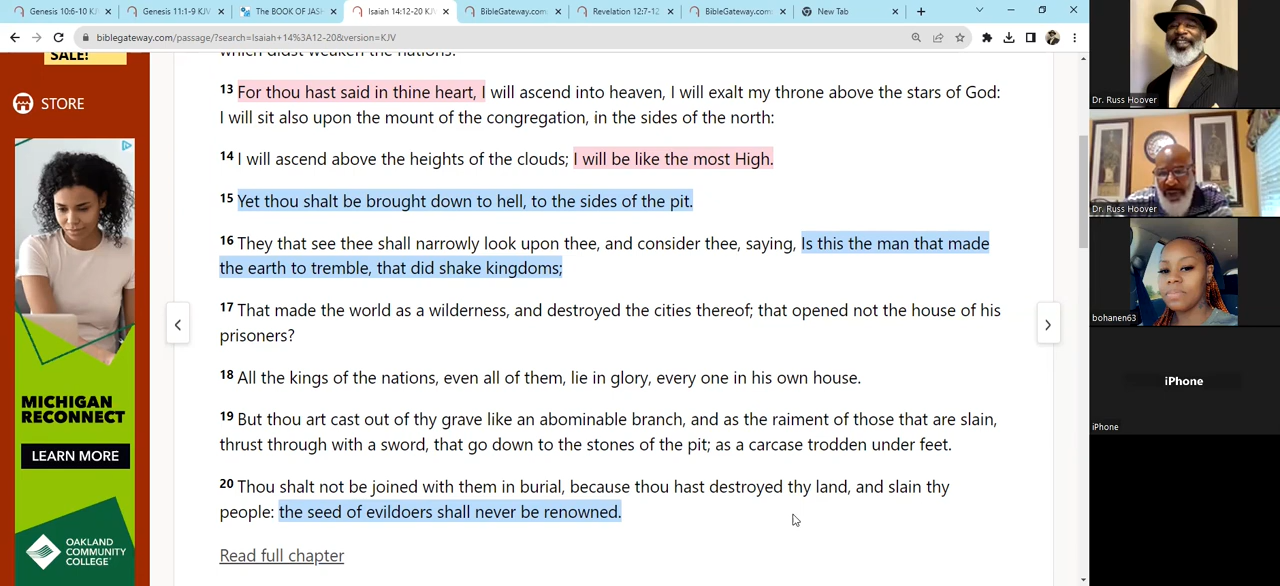 Genesis 10:6-10 KJ
Genesis 11:1-9 KJV
The BOOK OF JASH
Isaiah 14:12-20 KJV
BibleGateway.com
Revelation 12:7-12
BibleGateway.com
New Tab
biblegateway.com/passage/?search=Isaiah+14%3A12-20&version=KJV
SALE!
STORE
MICHIGAN
RECONNECT
LEARN MORE
OAKLAND
COMMUNITY
COLLEGE
which didst weaken the nations!
13 For thou hast said in thine heart, I will ascend into heaven, I will exalt my throne above the stars of God:
I will sit also upon the mount of the congregation, in the sides of the north:
14 I will ascend above the heights of the clouds; I will be like the most High.
15 Yet thou shalt be brought down to hell, to the sides of the pit.
16 They that see thee shall narrowly look upon thee, and consider thee, saying, Is this the man that made
the earth to tremble, that did shake kingdoms;
17 That made the world as a wilderness, and destroyed the cities thereof; that opened not the house of his
prisoners?
18 All the kings of the nations, even all of them, lie in glory, every one in his own house.
19 But thou art cast out of thy grave like an abominable branch, and as the raiment of those that are slain,
thrust through with a sword, that go down to the stones of the pit; as a carcase trodden under feet.
20 Thou shalt not be joined with them in burial, because thou hast destroyed thy land, and slain thy
people: the seed of evildoers shall never be renowned.
Read full chapter
Dr. Russ Hoover
Dr. Russ Hoover
bohanen63
iPhone
iPhone